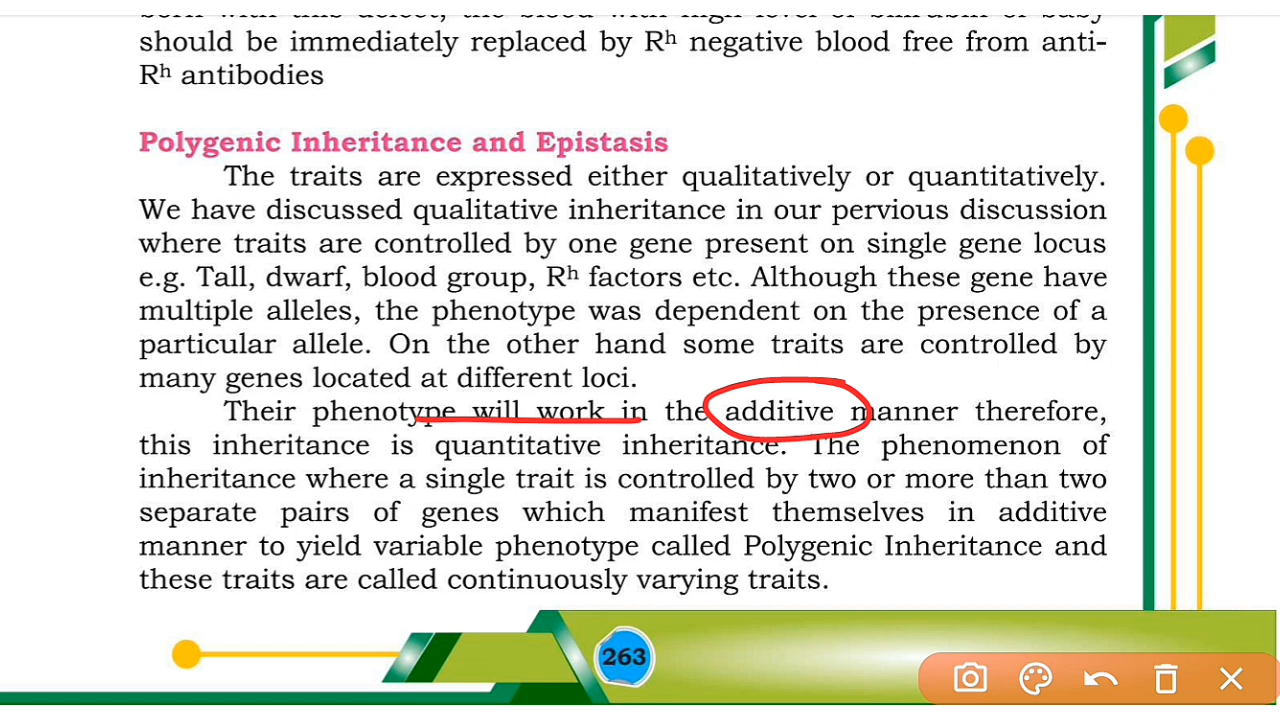 should be immediately replaced by Rh negative blood free from anti-
Rh antibodies
Polygenic Inheritance and Epistasis
The traits are expressed either qualitatively or quantitatively.
We have discussed qualitative inheritance in our pervious discussion
where traits are controlled by one gene present on single gene locus
e.g. Tall, dwarf, blood group, Rh factors etc. Although these gene have
multiple alleles, the phenotype was dependent on the presence of a
particular allele. On the other hand some traits are controlled by
many genes located at different loci.
Their phenotype will work in the additive manner therefore,
this inheritance is quantitative inheritance. The phenomenon of
inheritance where a single trait is controlled by two or more than two
separate pairs of genes which manifest themselves in additive
manner to yield variable phenotype called Polygenic Inheritance and
these traits are called continuously varying traits.
263